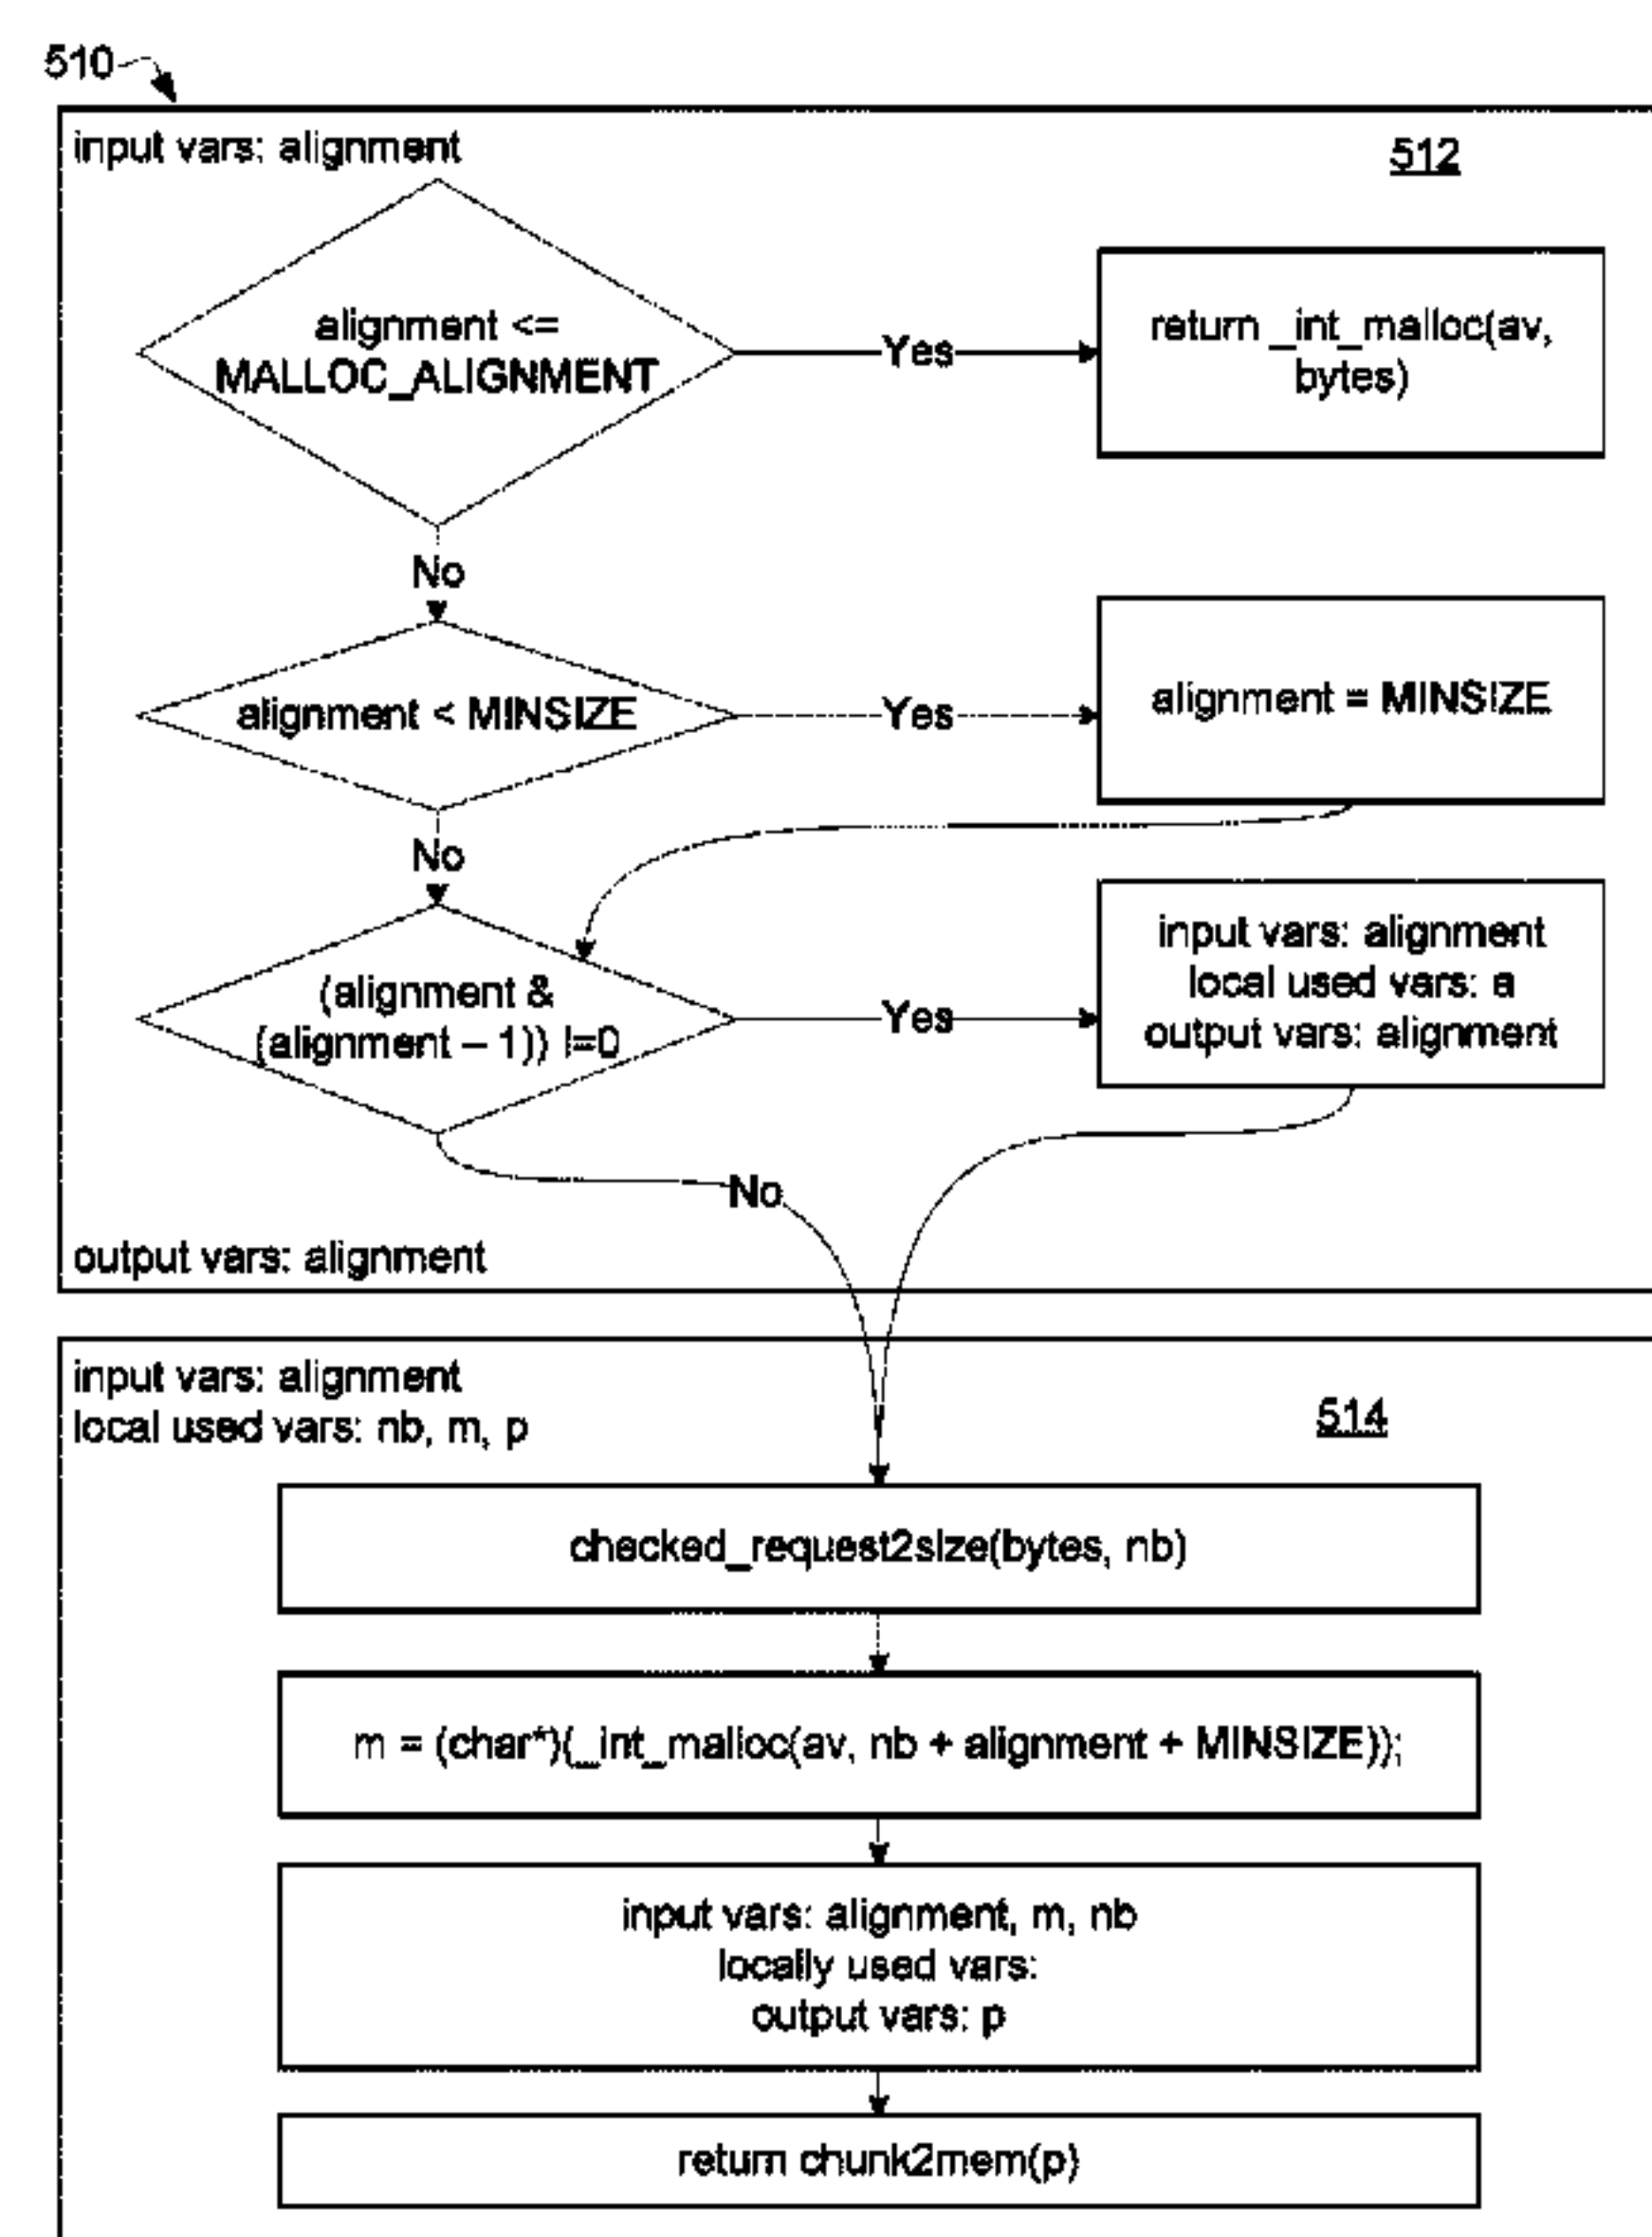 510
input vars: alignment
512
alignment <=
MALLOC_ALIGNMENT
Yes
return _int_malloc(av,
bytes)
No
alignment < MINSIZE
Yes
alignment = MINSIZE
No
(alignment &
(alignment – 1)) !=0
Yes
input vars: alignment
local used vars: a
output vars: alignment
No
output vars: alignment
input vars: alignment
local used vars: nb, m, p
514
checked_request2size(bytes, nb)
m = (char*)(_int_malloc(av, nb + alignment + MINSIZE));
input vars: alignment, m, nb
locally used vars:
output vars: p
return chunk2mem(p)